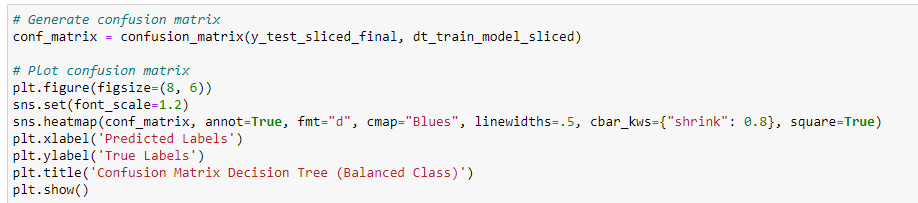 # Generate confusion matrix
conf_matrix = confusion_matrix(y_test_sliced_final, dt_train_model_sliced)
# Plot confusion matrix
plt.figure(figsize=(8, 6))
sns.set(font_scale=1.2)
sns.heatmap(conf_matrix, annot=True, fmt="d", cmap="Blues", linewidths=.5, cbar_kws={"shrink": 0.8}, square=True)
plt.xlabel('Predicted Labels')
plt.ylabel('True Labels')
plt.title('Confusion Matrix Decision Tree (Balanced Class)')
plt.show()